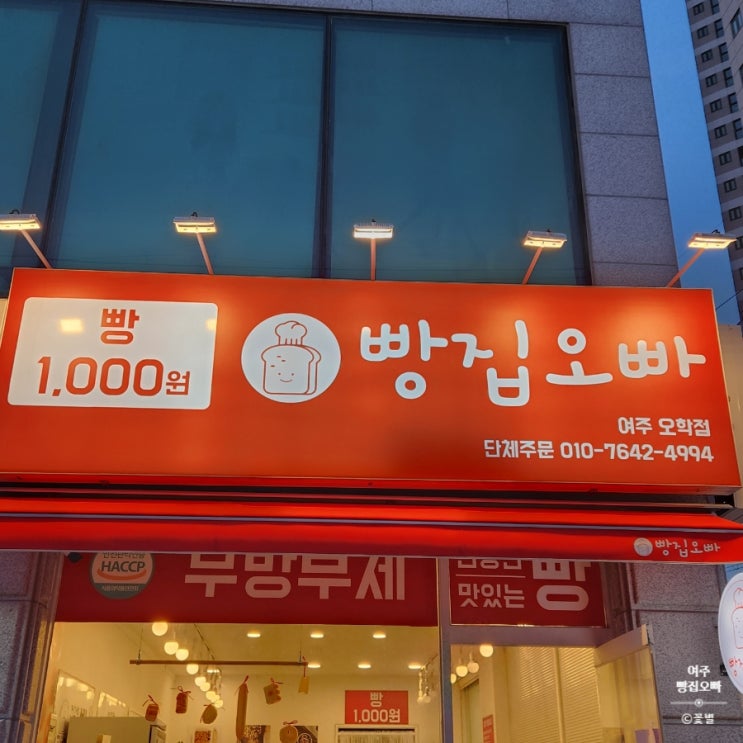 빵
1,000원
빵집오빠
여주 오학점
단체주문 010-7642-4994
빵집오빠
HACCP
무방부제
맛있는 빵
빵
1,000원
여주
빵집오빠
©꽃별